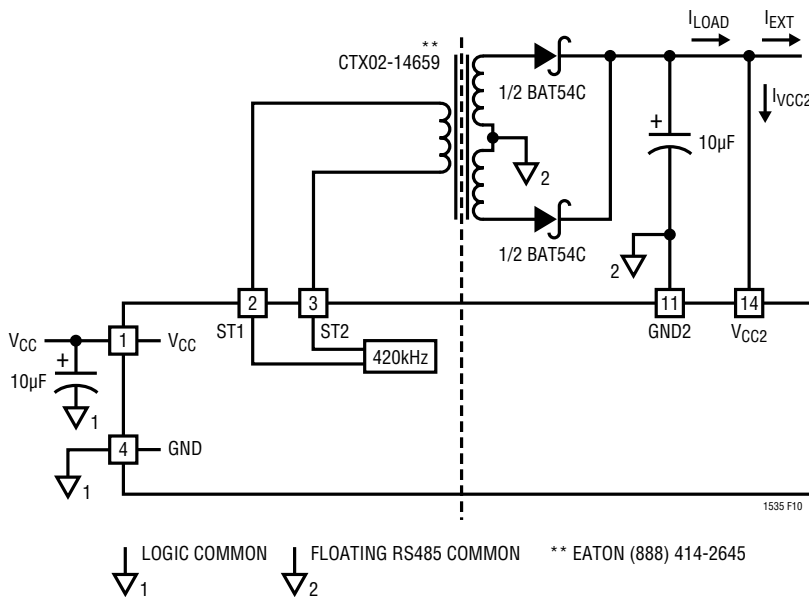 I_LOAD
I_EXT
**
CTX02-14659
1/2 BAT54C
I_VCC2
+
10µF
2
1/2 BAT54C
2
2
3
11
14
ST1
ST2
GND2
V_CC2
V_CC
1
V_CC
420kHz
+
10µF
1
4
GND
1
1535 F10
LOGIC COMMON
1
FLOATING RS485 COMMON
2
** EATON (888) 414-2645